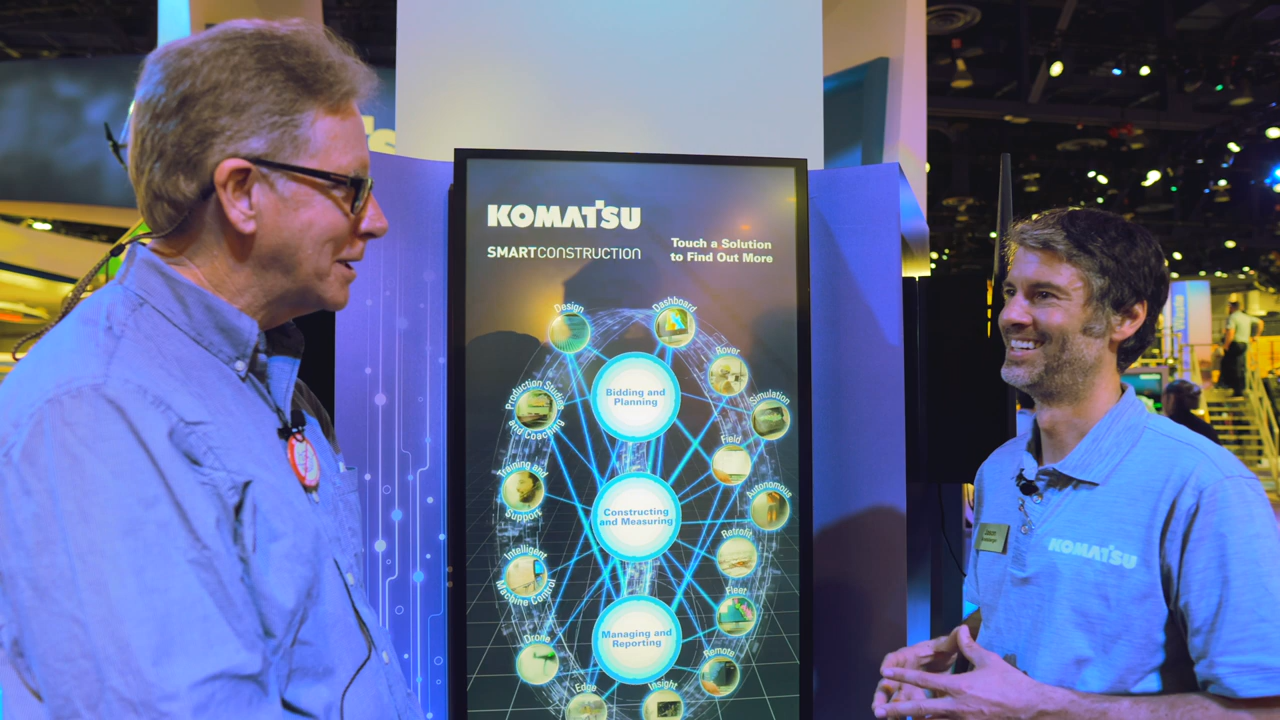 KOMATSU
SMARTCONSTRUCTION
Touch a Solution
to Find Out More
Design
Dashboard
Rover
Simulation
Bidding and
Planning
Production Studies
and Coaching
Field
Training and
Support
Autonomous
Constructing
and Measuring
Retrofit
Intelligent
Machine Control
Fleet
Managing and
Reporting
Drone
Remote
Edge
Insight
KOMATSU